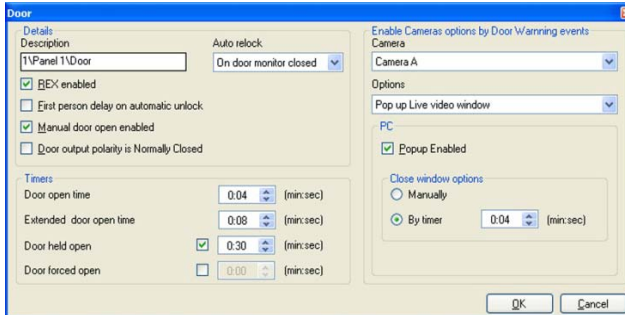 Door
Details
Description
Auto relock
1\Panel 1\Door
On door monitor closed
REX enabled
First person delay on automatic unlock
Manual door open enabled
Door output polarity is Normally Closed
Timers
Door open time 0:04 (min:sec)
Extended door open time 0:08 (min:sec)
Door held open 0:30 (min:sec)
Door forced open 0:00 (min:sec)
Enable Cameras options by Door Warnning events
Camera
Camera A
Options
Pop up Live video window
PC
Popup Enabled
Close window options
Manually
By timer 0:04 (min:sec)
OK Cancel